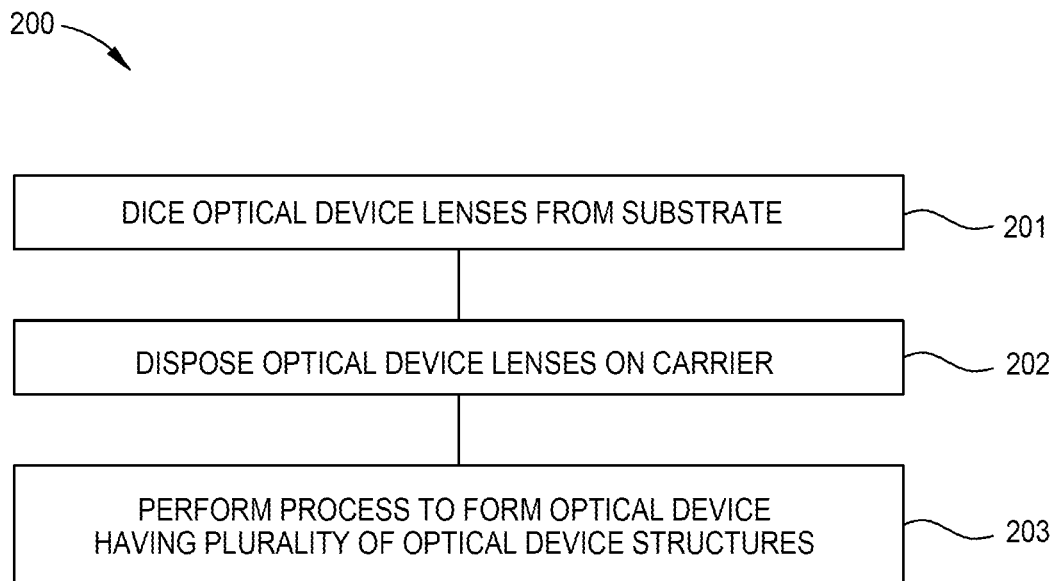 200
DICE OPTICAL DEVICE LENSES FROM SUBSTRATE
201
DISPOSE OPTICAL DEVICE LENSES ON CARRIER
202
PERFORM PROCESS TO FORM OPTICAL DEVICE
HAVING PLURALITY OF OPTICAL DEVICE STRUCTURES
203